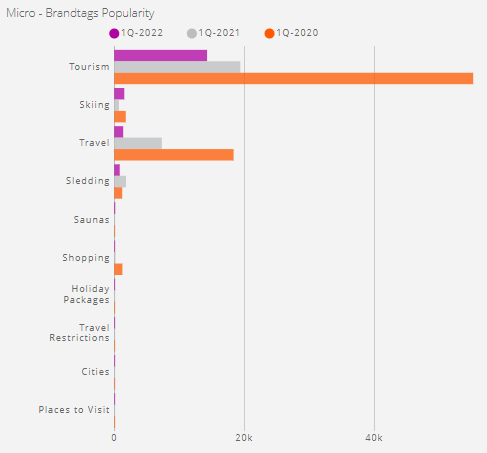 Micro - Brandtags Popularity
1Q-2022 1Q-2021 1Q-2020
Tourism
Skiing
Travel
Sledding
Saunas
Shopping
Holiday
Packages
Travel
Restrictions
Cities
Places to Visit
0 20k 40k